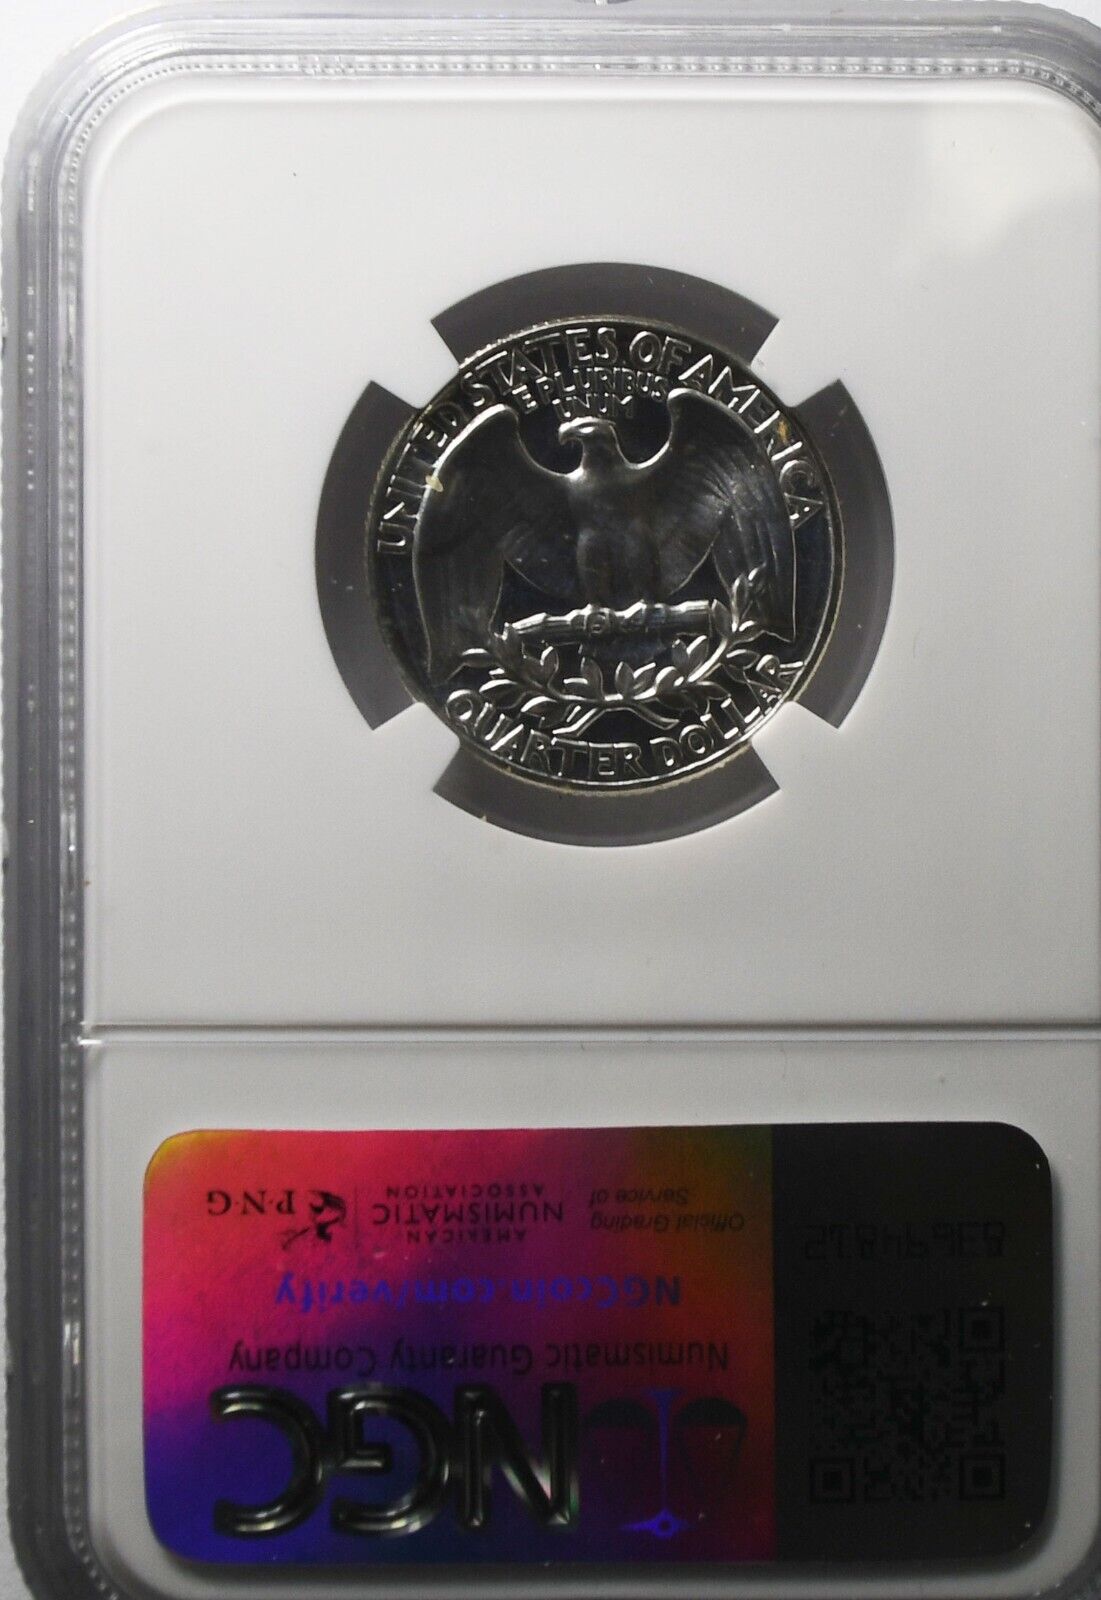 UNITED STATES OF AMERICA
E PLURIBUS
UNUM
QUARTER DOLLAR
NGC
Numismatic Guaranty Company
NGCcoin.com/verify
Official Grading
Service of
AMERICAN
NUMISMATIC
ASSOCIATION
P·N·G